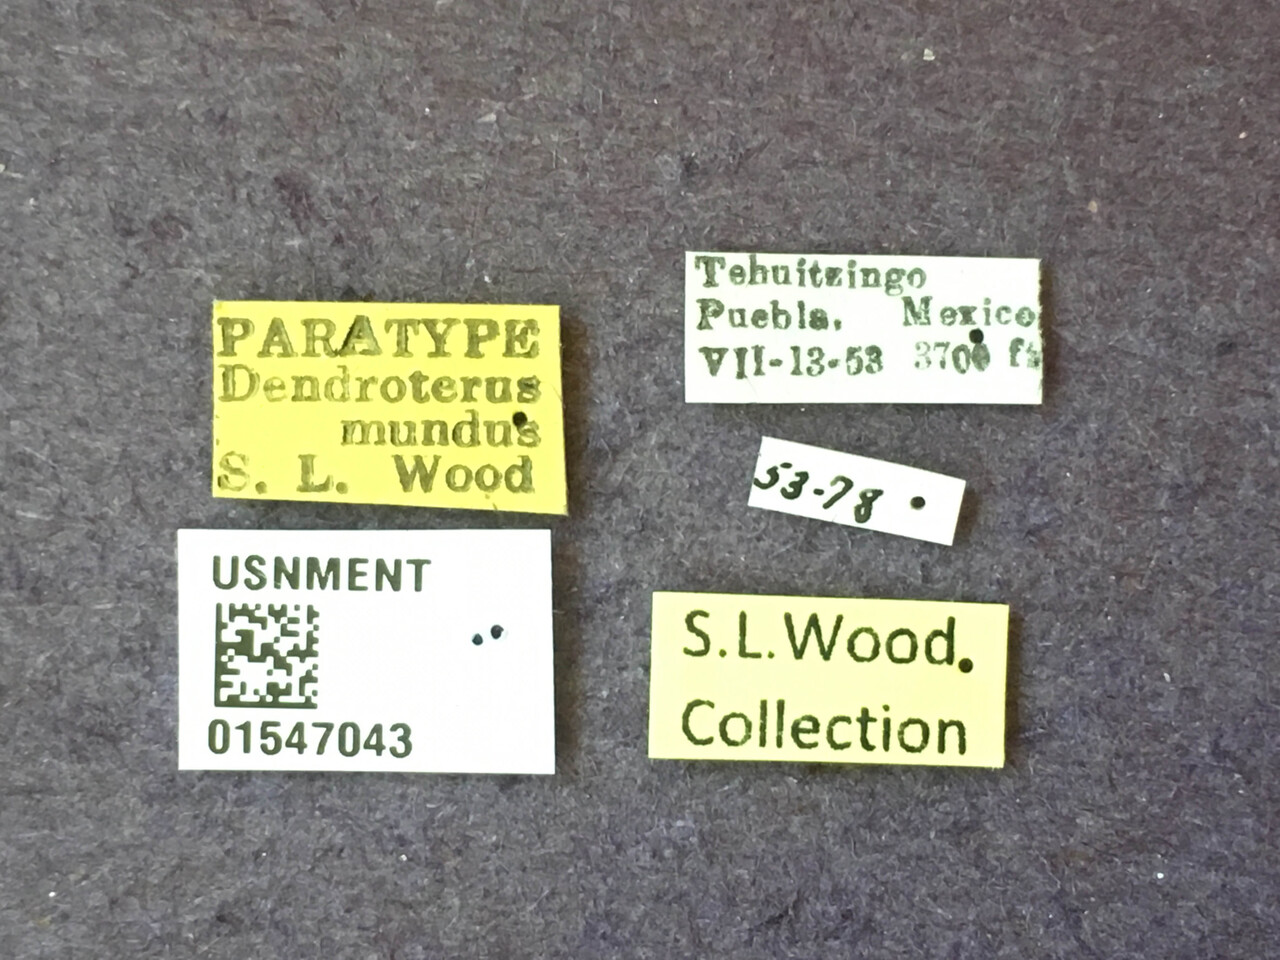 PARATYPE
Dendroterus
mundus
S. L. Wood
USNMENT
01547043
Tehuitzingo
Puebla, Mexico
VII-13-53 3700 ft
53-78
S.L.Wood.
Collection